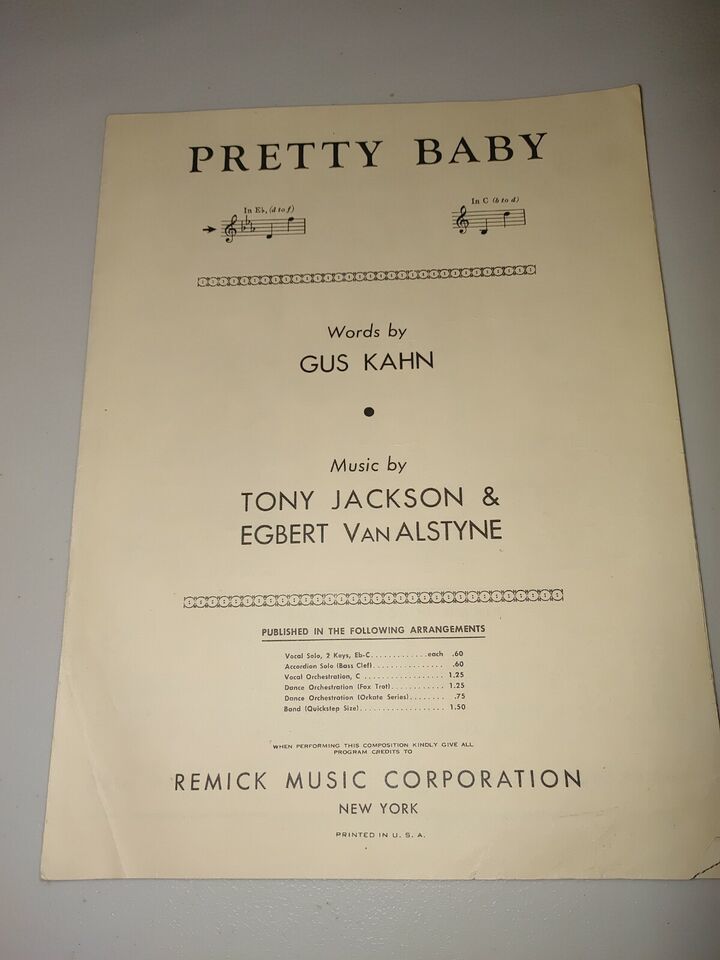 PRETTY BABY
In E♭, (d to f)
In C (b to d)
Words by
GUS KAHN
Music by
TONY JACKSON &
EGBERT VAN ALSTYNE
PUBLISHED IN THE FOLLOWING ARRANGEMENTS
Vocal Solo, 2 Keys, Eb-C.............each .60
Accordion Solo (Bass Clef)................ .60
Vocal Orchestration, C .................. 1.25
Dance Orchestration (Fox Trot)............ 1.25
Dance Orchestration (Orkate Series)........ .75
Band (Quickstep Size)................... 1.50
WHEN PERFORMING THIS COMPOSITION KINDLY GIVE ALL
PROGRAM CREDITS TO
REMICK MUSIC CORPORATION
NEW YORK
PRINTED IN U. S. A.